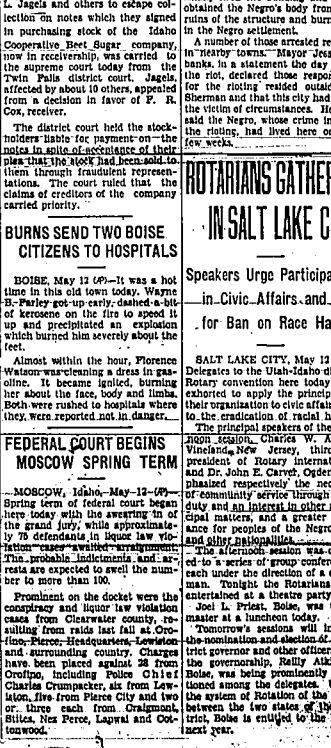 L. Jagels and others to escape col-
lection on notes which they signed
in purchasing stock of the Idaho
Cooperative Beet Sugar company,
now in receivership, was carried to
the supreme court today from the
Twin Falls district court. Jagels,
affected by about 10 others, appealed
from a decision in favor of F. R.
Cox, receiver.
The district court held the stock-
holders liable for payment on the
notes in spite of acceptance of their
plea that the stock had been sold to
them through fraudulent represen-
tations. The court ruled that the
claims of creditors of the company
carried priority.
BURNS SEND TWO BOISE
CITIZENS TO HOSPITALS
BOISE, May 12 (AP)—It was a hot
time in this old town today. Wayne
B. Parley got up early, dashed a bit
of kerosene on the fire to speed it
up and precipitated an explosion
which burned him severely about the
feet.
Almost within the hour, Florence
Watson was cleaning a dress in gas-
oline. It became ignited, burning
her about the face, body and limbs.
Both were rushed to hospitals where
they were reported not in danger.
FEDERAL COURT BEGINS
MOSCOW SPRING TERM
MOSCOW, Idaho, May 12 (AP)—
Spring term of federal court began
here today with the swearing in of
the grand jury, while approximate-
ly 75 defendants in liquor law vio-
lation cases awaited arraignment.
The probable indictments and ar-
rests are expected to swell the num-
ber to more than 100.
Prominent on the docket were the
conspiracy and liquor law violation
cases from Clearwater county, re-
sulting from raids last fall at Oro-
fino, Pierce, Headquarters, Lewiston
and surrounding country. Charges
have been placed against 28 from
Orofino, including Police Chief
Charles Crumpacker, six from Lew-
iston, five from Pierce City and two
or three each from Craigmont,
Stites, Nez Perce, Lapwai and Cot-
tonwood.
obtained the Negro's body from
ruins of the structure and burn
in the Negro settlement.
A number of those arrested re
in nearby towns. Mayor Jess
banks, in a statement the day
the riot, declared those respon
for the rioting resided outsid
Sherman and that this city had
the victim of circumstances. He
said the Negro, whose crime in
the rioting, had lived here on
few weeks.
ROTARIANS GATHER
IN SALT LAKE C
Speakers Urge Participa
in Civic Affairs and
for Ban on Race Ha
SALT LAKE CITY, May 12
Delegates to the Utah-Idaho di
Rotary convention here today
exhorted to apply the princip
their organization to civic affair
to the eradication of racial h
The principal speakers of the
noon session, Charles W. A
Vineland, New Jersey, third
president of Rotary internat
and Dr. John E. Carver, Ogden
phasized respectively the nec
of community service through
duty and an interest in other m
cipal matters, and a greater
ance for peoples of the Negro
and other nationalities.
The afternoon session was d
ed to a series of group confer
each under the direction of a c
man. Tonight the Rotarians
entertained at a theatre party
Joel L. Priest, Boise, was t
master at a luncheon today.
Tomorrow's sessions will in
the nomination and election of
trict governor and other officer
the governorship, Reilly Atki
Boise, was being prominently
tioned among the delegates. U
the system of Rotation of the
between the two states of th
trict, Boise is entitled to the
next year.